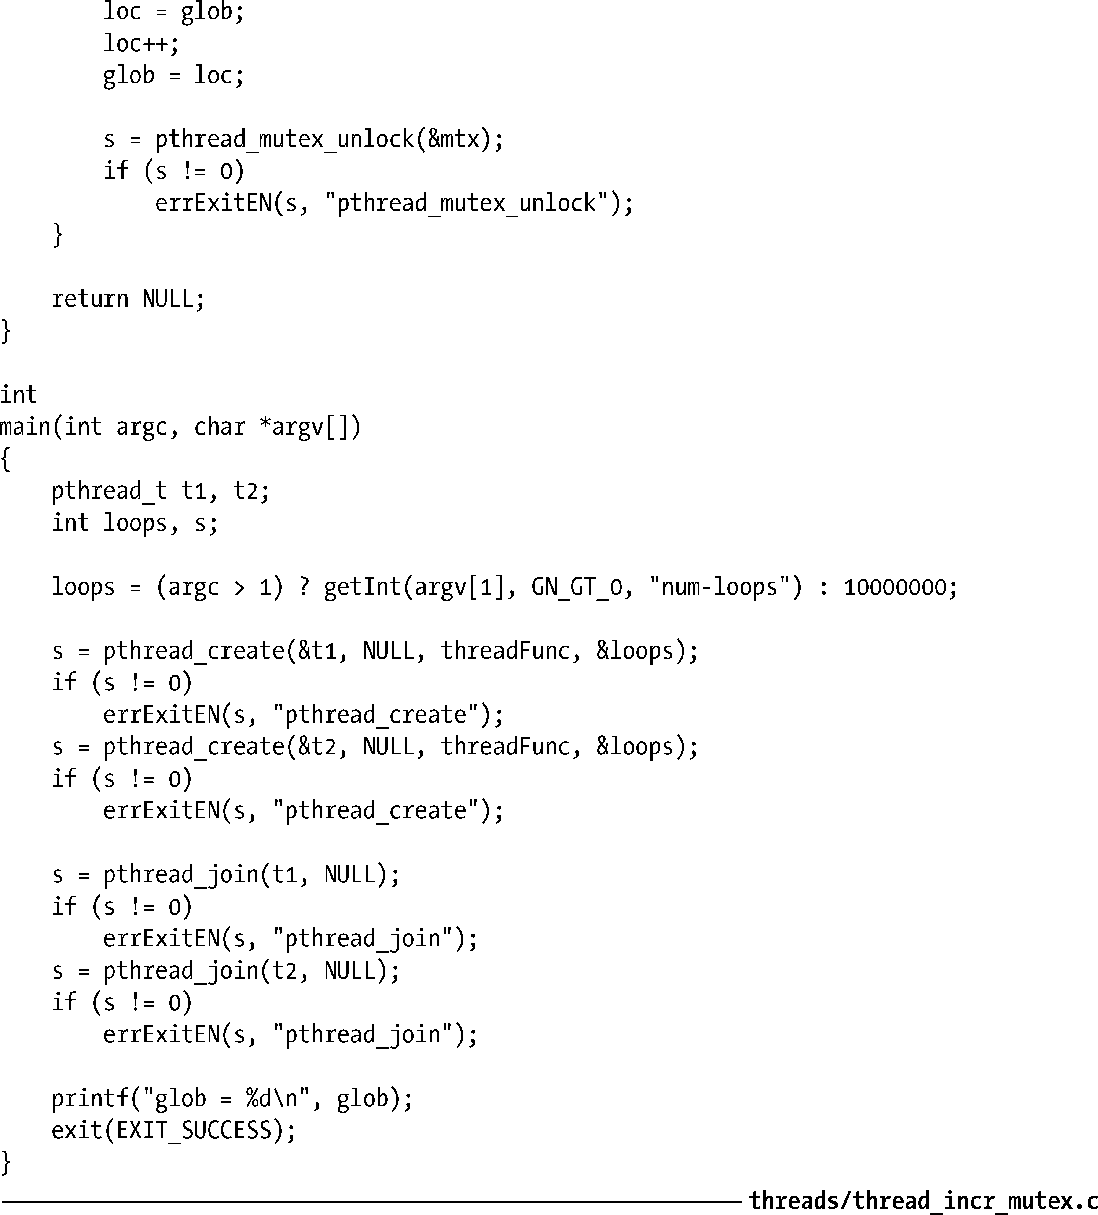 loc = glob;
        loc++;
        glob = loc;

        s = pthread_mutex_unlock(&mtx);
        if (s != 0)
            errExitEN(s, "pthread_mutex_unlock");
    }

    return NULL;
}

int
main(int argc, char *argv[])
{
    pthread_t t1, t2;
    int loops, s;

    loops = (argc > 1) ? getInt(argv[1], GN_GT_0, "num-loops") : 10000000;

    s = pthread_create(&t1, NULL, threadFunc, &loops);
    if (s != 0)
        errExitEN(s, "pthread_create");
    s = pthread_create(&t2, NULL, threadFunc, &loops);
    if (s != 0)
        errExitEN(s, "pthread_create");

    s = pthread_join(t1, NULL);
    if (s != 0)
        errExitEN(s, "pthread_join");
    s = pthread_join(t2, NULL);
    if (s != 0)
        errExitEN(s, "pthread_join");

    printf("glob = %d\n", glob);
    exit(EXIT_SUCCESS);
}
threads/thread_incr_mutex.c